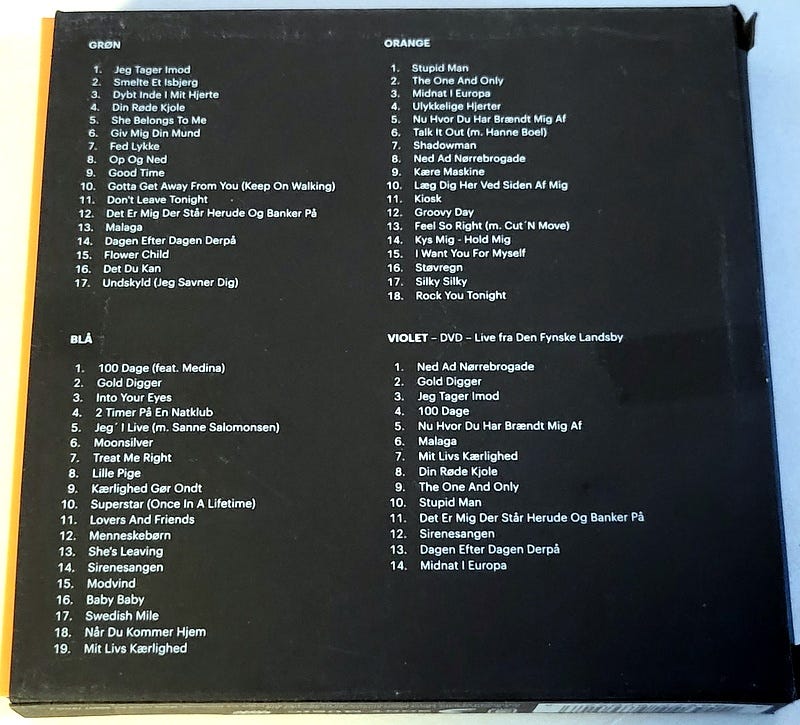 GRØN
1. Jeg Tager Imod
2. Smelte Et Isbjerg
3. Dybt Inde I Mit Hjerte
4. Din Røde Kjole
5. She Belongs To Me
6. Giv Mig Din Mund
7. Fed Lykke
8. Op Og Ned
9. Good Time
10. Gotta Get Away From You (Keep On Walking)
11. Don't Leave Tonight
12. Det Er Mig Der Står Herude Og Banker På
13. Malaga
14. Dagen Efter Dagen Derpå
15. Flower Child
16. Det Du Kan
17. Undskyld (Jeg Savner Dig)
ORANGE
1. Stupid Man
2. The One And Only
3. Midnat I Europa
4. Ulykkelige Hjerter
5. Nu Hvor Du Har Brændt Mig Af
6. Talk It Out (m. Hanne Boel)
7. Shadowman
8. Ned Ad Nørrebrogade
9. Kære Maskine
10. Læg Dig Her Ved Siden Af Mig
11. Kiosk
12. Groovy Day
13. Feel So Right (m. Cut´N Move)
14. Kys Mig - Hold Mig
15. I Want You For Myself
16. Støvregn
17. Silky Silky
18. Rock You Tonight
BLÅ
1. 100 Dage (feat. Medina)
2. Gold Digger
3. Into Your Eyes
4. 2 Timer På En Natklub
5. Jeg´ I Live (m. Sanne Salomonsen)
6. Moonsilver
7. Treat Me Right
8. Lille Pige
9. Kærlighed Gør Ondt
10. Superstar (Once In A Lifetime)
11. Lovers And Friends
12. Menneskebørn
13. She's Leaving
14. Sirenesangen
15. Modvind
16. Baby Baby
17. Swedish Mile
18. Når Du Kommer Hjem
19. Mit Livs Kærlighed
VIOLET – DVD – Live fra Den Fynske Landsby
1. Ned Ad Nørrebrogade
2. Gold Digger
3. Jeg Tager Imod
4. 100 Dage
5. Nu Hvor Du Har Brændt Mig Af
6. Malaga
7. Mit Livs Kærlighed
8. Din Røde Kjole
9. The One And Only
10. Stupid Man
11. Det Er Mig Der Står Herude Og Banker På
12. Sirenesangen
13. Dagen Efter Dagen Derpå
14. Midnat I Europa